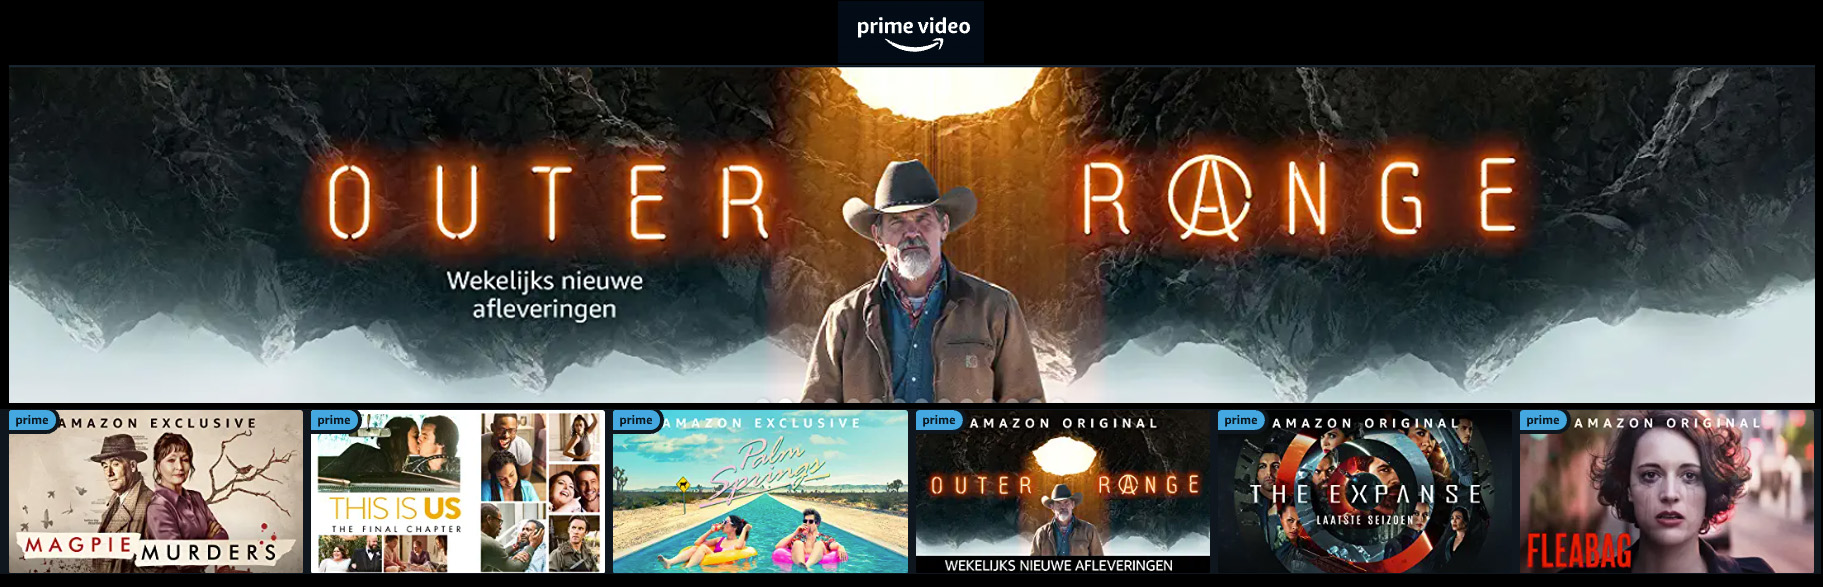 prime video
OUTER RANGE
Wekelijks nieuwe
afleveringen
prime
AMAZON EXCLUSIVE
MAGPIE MURDERS
prime
THIS IS US
THE FINAL CHAPTER
prime
AMAZON EXCLUSIVE
Palm
Springs
prime
AMAZON ORIGINAL
OUTER RANGE
WEKELIJKS NIEUWE AFLEVERINGEN
prime
AMAZON ORIGINAL
THE EXPANSE
LAATSTE SEIZOEN
prime
AMAZON ORIGINAL
FLEABAG